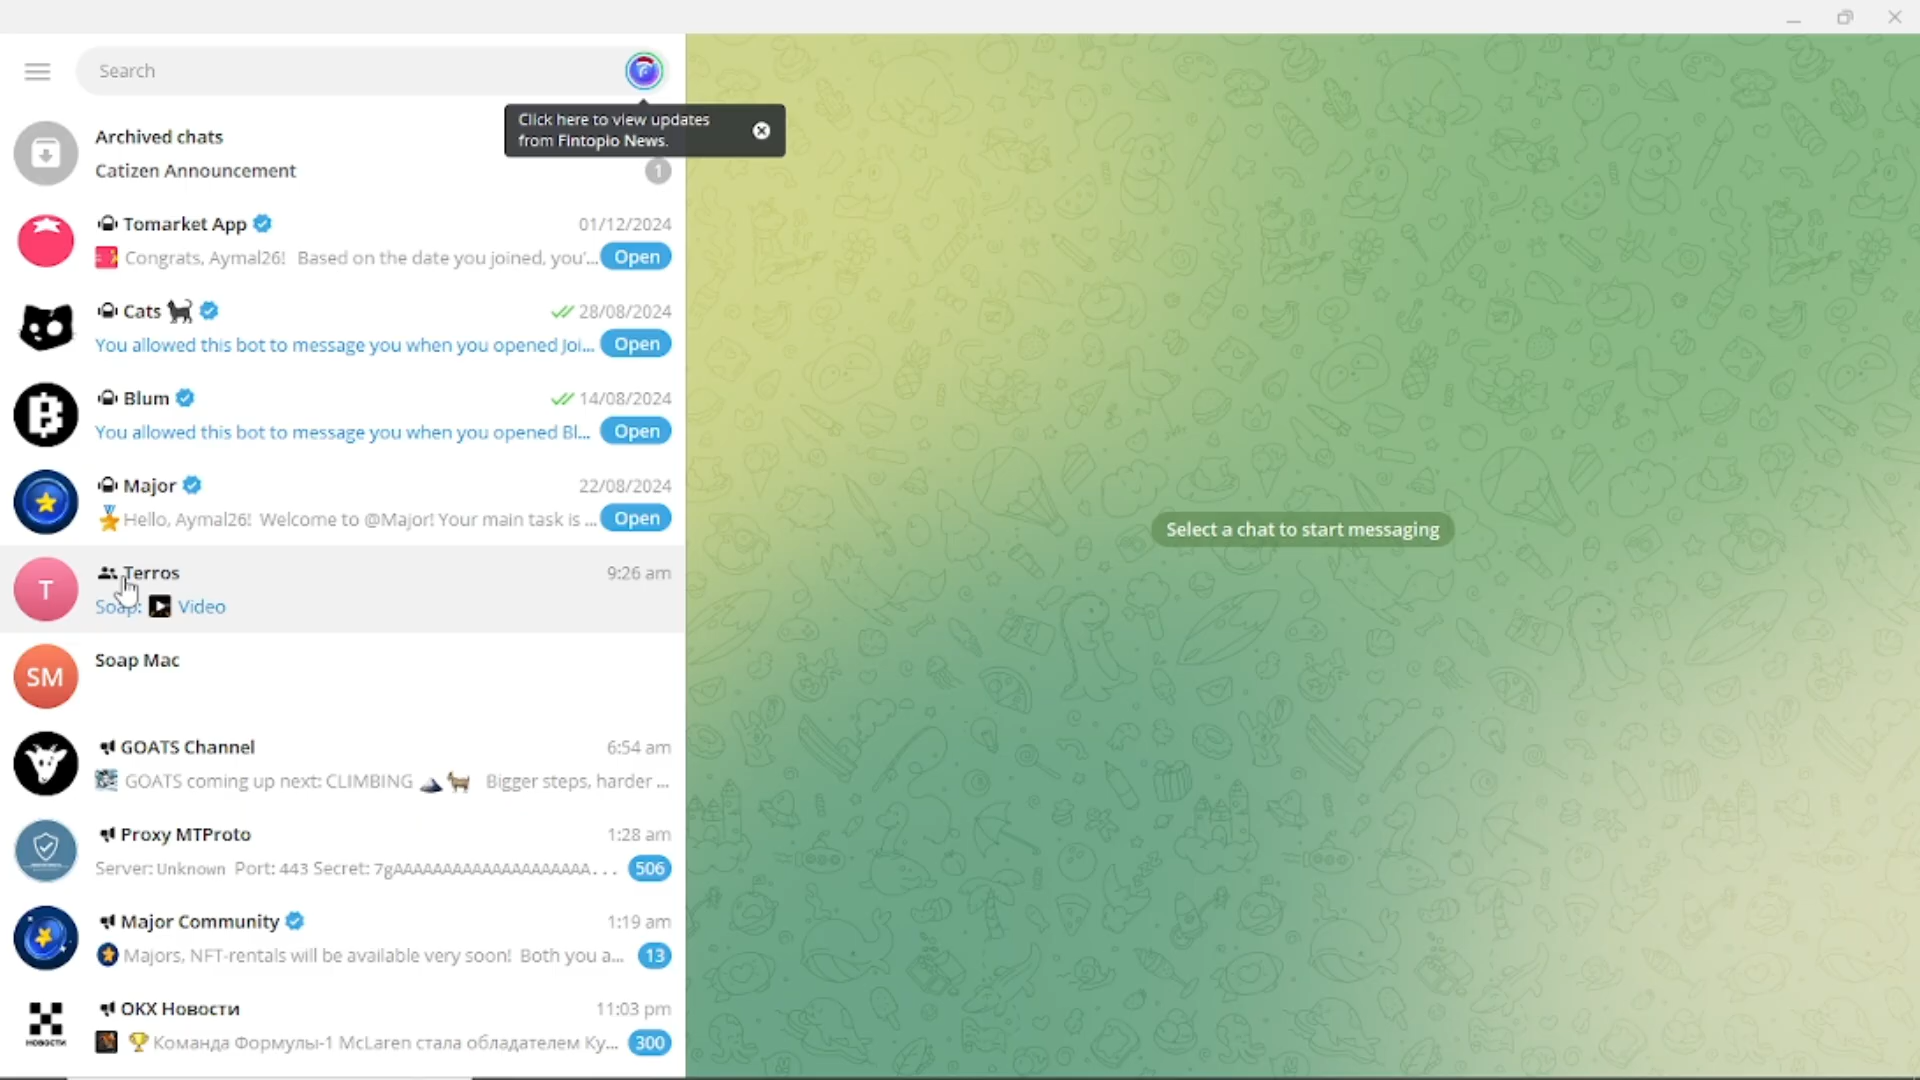 Search
Click here to view updates
from Fintopio News.
Archived chats
Catizen Announcement
1
Tomarket App
01/12/2024
Congrats, Aymal26! Based on the date you joined, you'...
Open
Cats
28/08/2024
You allowed this bot to message you when you opened Joi...
Open
Blum
14/08/2024
You allowed this bot to message you when you opened Bl...
Open
Major
22/08/2024
Hello, Aymal26! Welcome to @Major! Your main task is ...
Open
Select a chat to start messaging
T
Terros
9:26 am
Soap: Video
SM
Soap Mac
GOATS Channel
6:54 am
GOATS coming up next: CLIMBING Bigger steps, harder ...
Proxy MTProto
1:28 am
Server: Unknown Port: 443 Secret: 7gAAAAAAAAAAAAAAAAAAAA...
506
Major Community
1:19 am
Majors, NFT-rentals will be available very soon! Both you a...
13
НОВОСТИ
OKX Новости
11:03 pm
Команда Формулы-1 McLaren стала обладателем Ку...
300